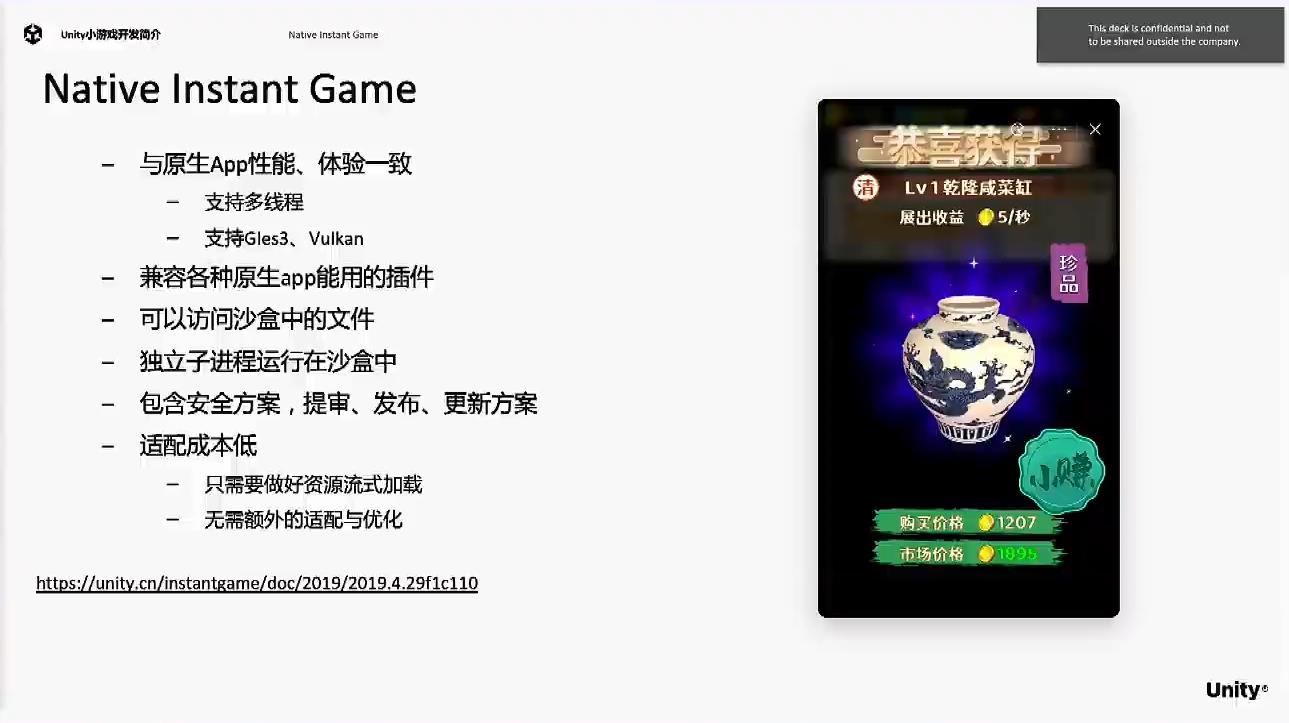 Unity小游戏开发简介
Native Instant Game
This deck is confidential and not
to be shared outside the company.
Native Instant Game
– 与原生App性能、体验一致
– 支持多线程
– 支持Gles3、Vulkan
– 兼容各种原生app能用的插件
– 可以访问沙盒中的文件
– 独立子进程运行在沙盒中
– 包含安全方案，提审、发布、更新方案
– 适配成本低
– 只需要做好资源流式加载
– 无需额外的适配与优化
https://unity.cn/instantgame/doc/2019/2019.4.29f1c110
恭喜获得
清
Lv1乾隆咸菜缸
展出收益 5/秒
珍品
小赚
购买价格 1207
市场价格 1895
Unity®